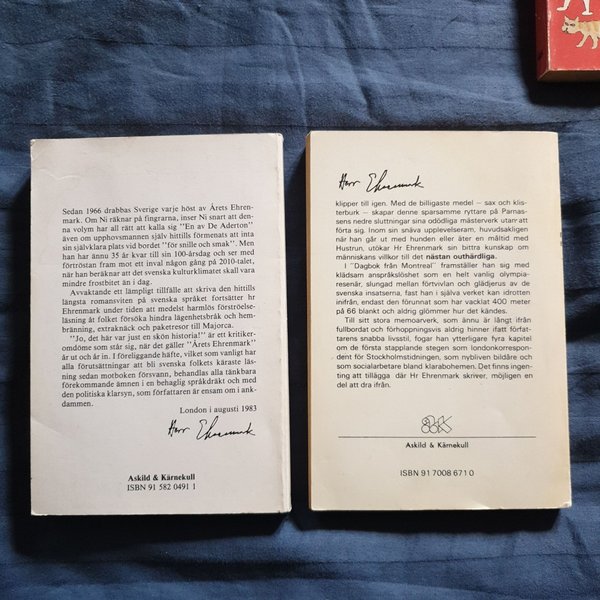 Sedan 1966 drabbas Sverige varje höst av Årets Ehren-
mark. Om Ni räknar på fingrarna, inser Ni snart att den-
na volym har all rätt att kalla sig "En av De Aderton"
även om upphovsmannen själv hittills förmenats att inta
sin självklara plats vid bordet "för snille och smak". Men
han har ännu 35 år kvar till sin 100-årsdag och ser med
förtröstan fram mot ett inval någon gång på 2010-talet,
när han beräknar att det svenska kulturklimatet skall vara
mindre frostbitet än i dag.
Avvaktande ett lämpligt tillfälle att skriva den hittills
längsta romansviten på svenska språket fortsätter hr
Ehrenmark under tiden att medelst harmlös förströelse-
läsning åt folket försöka hindra lägenhetsbråk och hem-
bränning, extraknäck och paketresor till Majorca.
"Jo, det här var just en skön historia!" är ett kritiker-
omdöme som står sig, när det gäller "Årets Ehrenmark"
år ut och år in. I föreliggande häfte, vilket som vanligt har
alla förutsättningar att bli svenska folkets käraste läs-
ning sedan motboken försvann, behandlas alla tänkbara
förekommande ämnen i en behaglig språkdräkt och med
den politiska klarsyn, som författaren är ensam om i ank-
dammen.
London i augusti 1983
Herr Ehrenmark
Askild & Kärnekull
ISBN 91 582 0491 1
Herr Ehrenmark
klipper till igen. Med de billigaste medel – sax och klis-
terburk – skapar denne sparsamme ryttare på Parnas-
sens nedre sluttningar sina odödliga mästerverk utan att
förta sig. Inom sin snäva upplevelseram, huvudsakligen
när han går ut med hunden eller äter en måltid med
Hustrun, utökar Hr Ehrenmark sin bittra kunskap om
människans villkor till det nästan outhärdliga.
I "Dagbok från Montreal" framställer han sig med
klädsam anspråkslöshet som en helt vanlig olympia-
resenär, slungad mellan förtvivlan och glädjerus av de
svenska insatserna, fast han i själva verket kan idrotten
inifrån, endast den förunnat som har vacklat 400 meter
på 66 blankt och aldrig glömmer hur det kändes.
Till sitt stora memoarverk, som ännu är långt ifrån
fullbordat och förhoppningsvis aldrig hinner ifatt förfat-
tarens snabba livsstil, fogar han ytterligare fyra kapitel
om de första stapplande stegen som londonkorrespon-
dent för Stockholmstidningen, som nybliven bildåre och
som socialarbetare bland klarabohemen. Det finns ingen-
ting att tillägga där Hr Ehrenmark skriver, möjligen en
del att dra ifrån.
Askild & Kärnekull
ISBN 91 7008 671 0